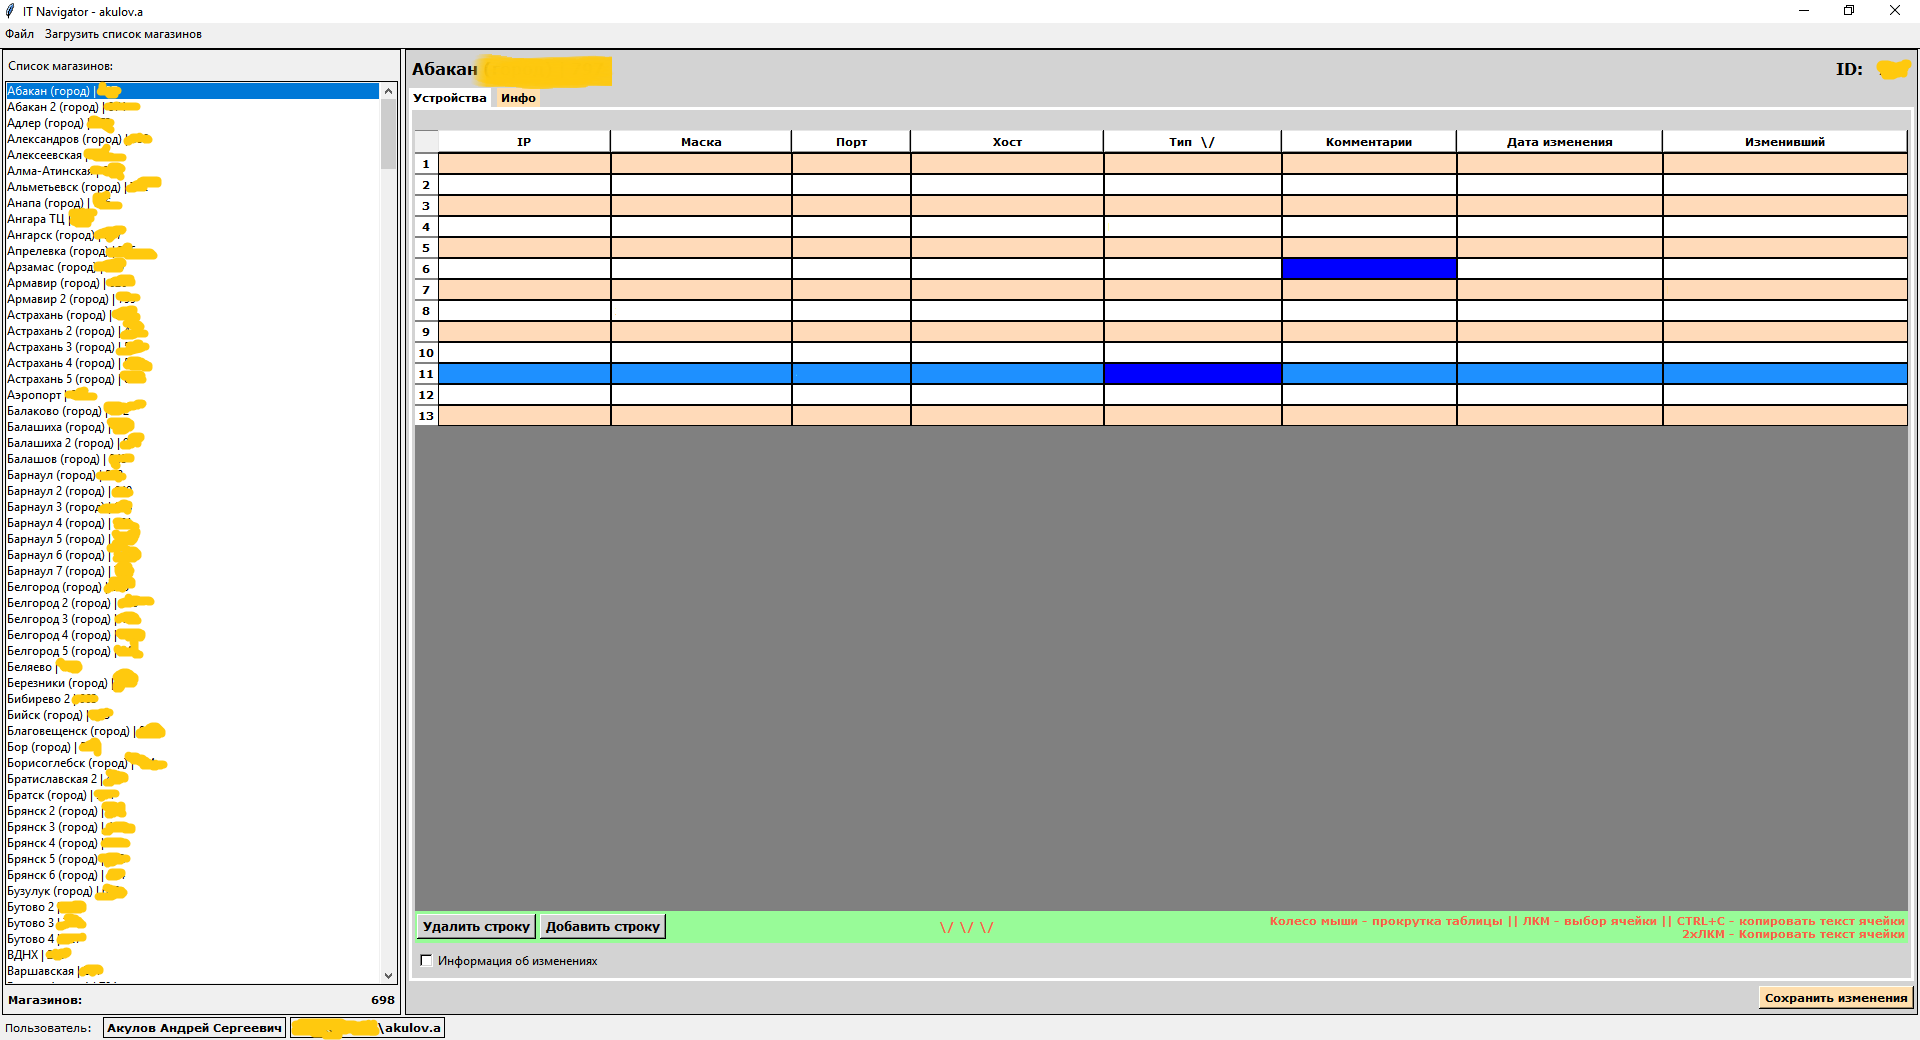 IT Navigator - akulov.a
Файл Загрузить список магазинов
Список магазинов:
Абакан (город) |
Абакан 2 (город) |
Адлер (город)
Александров (город)
Алексеевская
Алма-Атинская
Альметьевск (город) |
Анапа (город) |
Ангара ТЦ |
Ангарск (город)
Апрелевка (город)
Арзамас (город)
Армавир (город) |
Армавир 2 (город) |
Астрахань (город) |
Астрахань 2 (город) |
Астрахань 3 (город)
Астрахань 4 (город) |
Астрахань 5 (город) |
Аэропорт |
Балаково (город) |
Балашиха (город) |
Балашиха 2 (город) |
Балашов (город) |
Барнаул (город)
Барнаул 2 (город) |
Барнаул 3 (город)
Барнаул 4 (город) |
Барнаул 5 (город) |
Барнаул 6 (город) |
Барнаул 7 (город) |
Белгород (город) |
Белгород 2 (город) |
Белгород 3 (город) |
Белгород 4 (город) |
Белгород 5 (город) |
Беляево |
Березники (город) |
Бибирево 2 |
Бийск (город) |
Благовещенск (город) |
Бор (город) |
Борисоглебск (город)
Братиславская 2 |
Братск (город) |
Брянск 2 (город) |
Брянск 3 (город) |
Брянск 4 (город) |
Брянск 5 (город)
Брянск 6 (город) |
Бузулук (город) |
Бутово 2
Бутово 3
Бутово 4
ВДНХ |
Варшавская |
Магазинов: 698
Абакан
ID:
Устройства Инфо
IP Маска Порт Хост Тип \/ Комментарии Дата изменения Изменивший
1
2
3
4
5
6
7
8
9
10
11
12
13
Удалить строку Добавить строку
\/ \/ \/
Колесо мыши - прокрутка таблицы || ЛКМ - выбор ячейки || CTRL+C - копировать текст ячейки
2хЛКМ - Копировать текст ячейки
Информация об изменениях
Сохранить изменения
Пользователь: Акулов Андрей Сергеевич \akulov.a